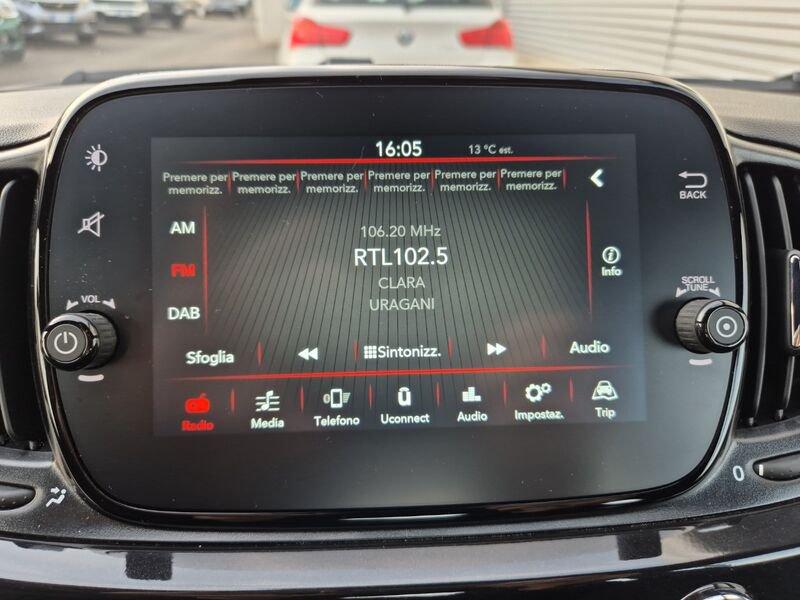 16:05 13 °C est.
Premere per memorizz. Premere per memorizz. Premere per memorizz. Premere per memorizz. Premere per memorizz. Premere per memorizz.
BACK
AM
FM
DAB
106.20 MHz
RTL102.5
CLARA
URAGANI
i
Info
VOL
SCROLL
TUNE
Sfoglia Sintonizz. Audio
Radio Media Telefono Uconnect Audio Impostaz. Trip
0